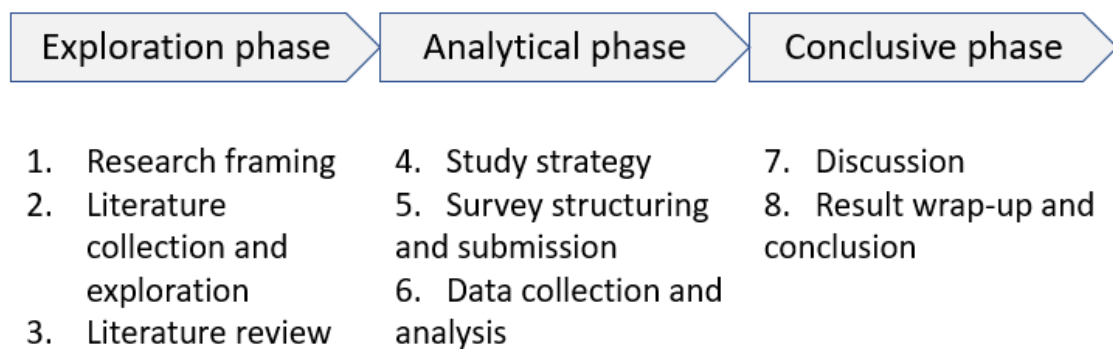 Exploration phase
Analytical phase
Conclusive phase
1. Research framing
2. Literature
collection and
exploration
3. Literature review
4. Study strategy
5. Survey structuring
and submission
6. Data collection and
analysis
7. Discussion
8. Result wrap-up and
conclusion